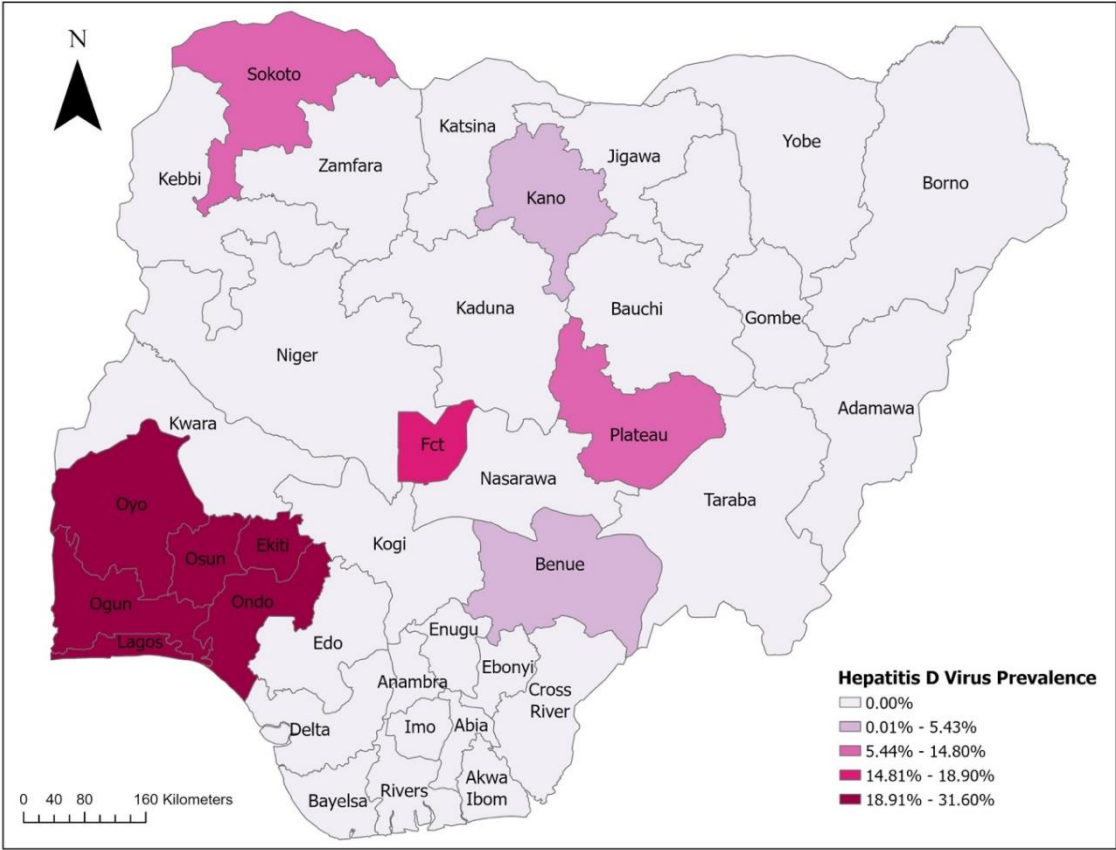 N
Sokoto
Katsina
Yobe
Jigawa
Zamfara
Kebbi
Borno
Kano
Kaduna
Bauchi
Gombe
Niger
Adamawa
Kwara
Fct
Plateau
Nasarawa
Taraba
Oyo
Kogi
Ekiti
Osun
Benue
Ogun
Ondo
Enugu
Lagos
Edo
Ebonyi
Anambra
Cross
River
Delta
Imo
Abia
Akwa
Ibom
Bayelsa
Rivers
Hepatitis D Virus Prevalence
0.00%
0.01% - 5.43%
5.44% - 14.80%
14.81% - 18.90%
18.91% - 31.60%
0 40 80 160 Kilometers